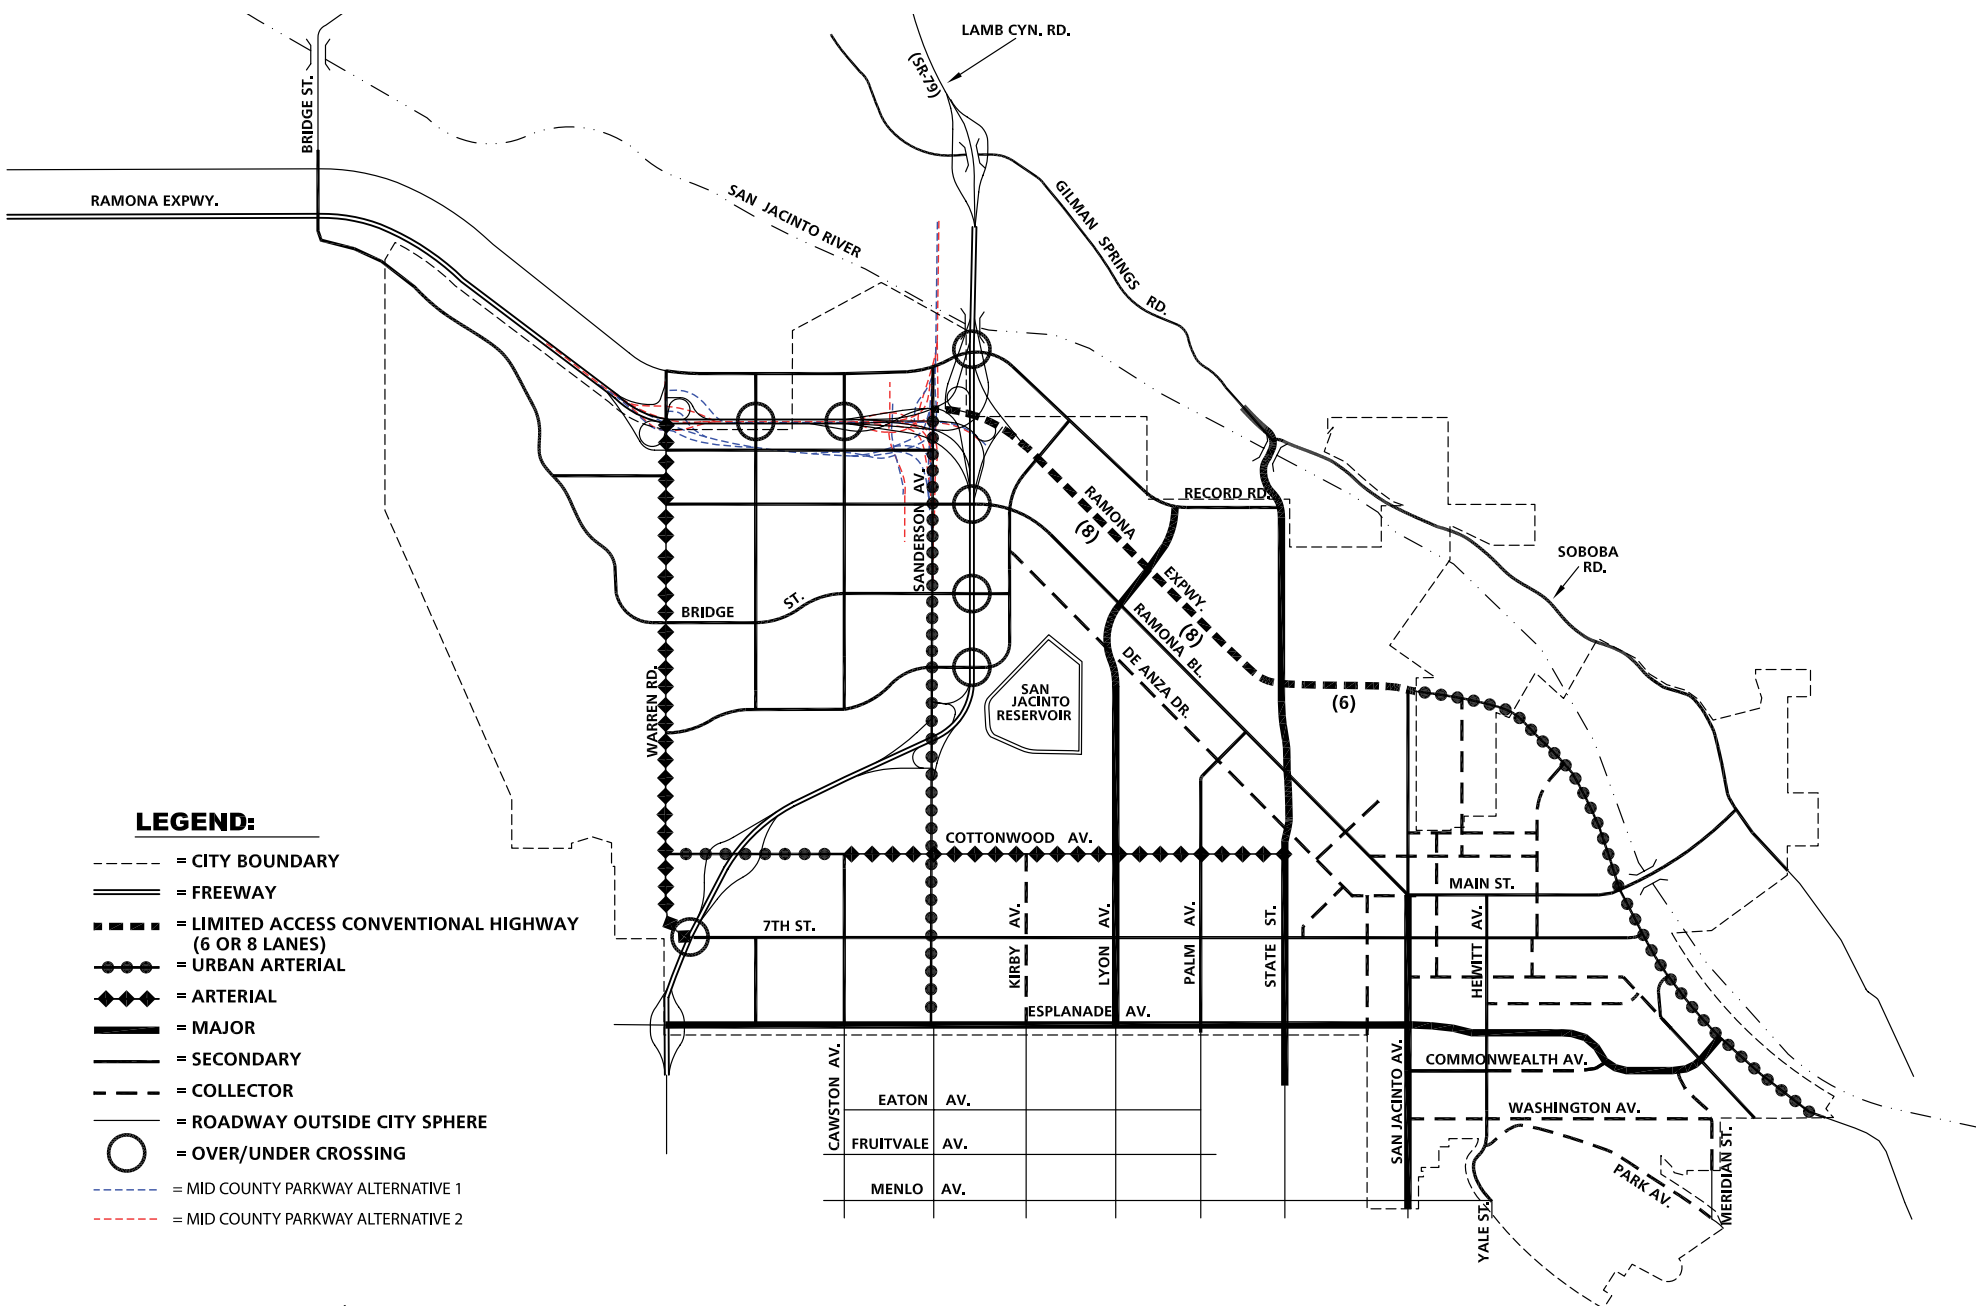 LAMB CYN. RD.
(SR-79)
BRIDGE ST.
RAMONA EXPWY.
SAN JACINTO RIVER
GILMAN SPRINGS RD.
RECORD RD.
RAMONA
(8)
EXPWY.
(8)
SOBOBA
RD.
SANDERSON AV.
BRIDGE ST.
RAMONA BL.
DE ANZA DR.
WARREN RD.
SAN
JACINTO
RESERVOIR
(6)
COTTONWOOD AV.
MAIN ST.
7TH ST.
KIRBY AV.
LYON AV.
PALM AV.
STATE ST.
HEWITT AV.
ESPLANADE AV.
COMMONWEALTH AV.
CAWSTON AV.
EATON AV.
SAN JACINTO AV.
WASHINGTON AV.
FRUITVALE AV.
MENLO AV.
PARK AV.
MERIDIAN ST.
YALE ST.
LEGEND:
= CITY BOUNDARY
= FREEWAY
= LIMITED ACCESS CONVENTIONAL HIGHWAY
(6 OR 8 LANES)
= URBAN ARTERIAL
= ARTERIAL
= MAJOR
= SECONDARY
= COLLECTOR
= ROADWAY OUTSIDE CITY SPHERE
= OVER/UNDER CROSSING
= MID COUNTY PARKWAY ALTERNATIVE 1
= MID COUNTY PARKWAY ALTERNATIVE 2